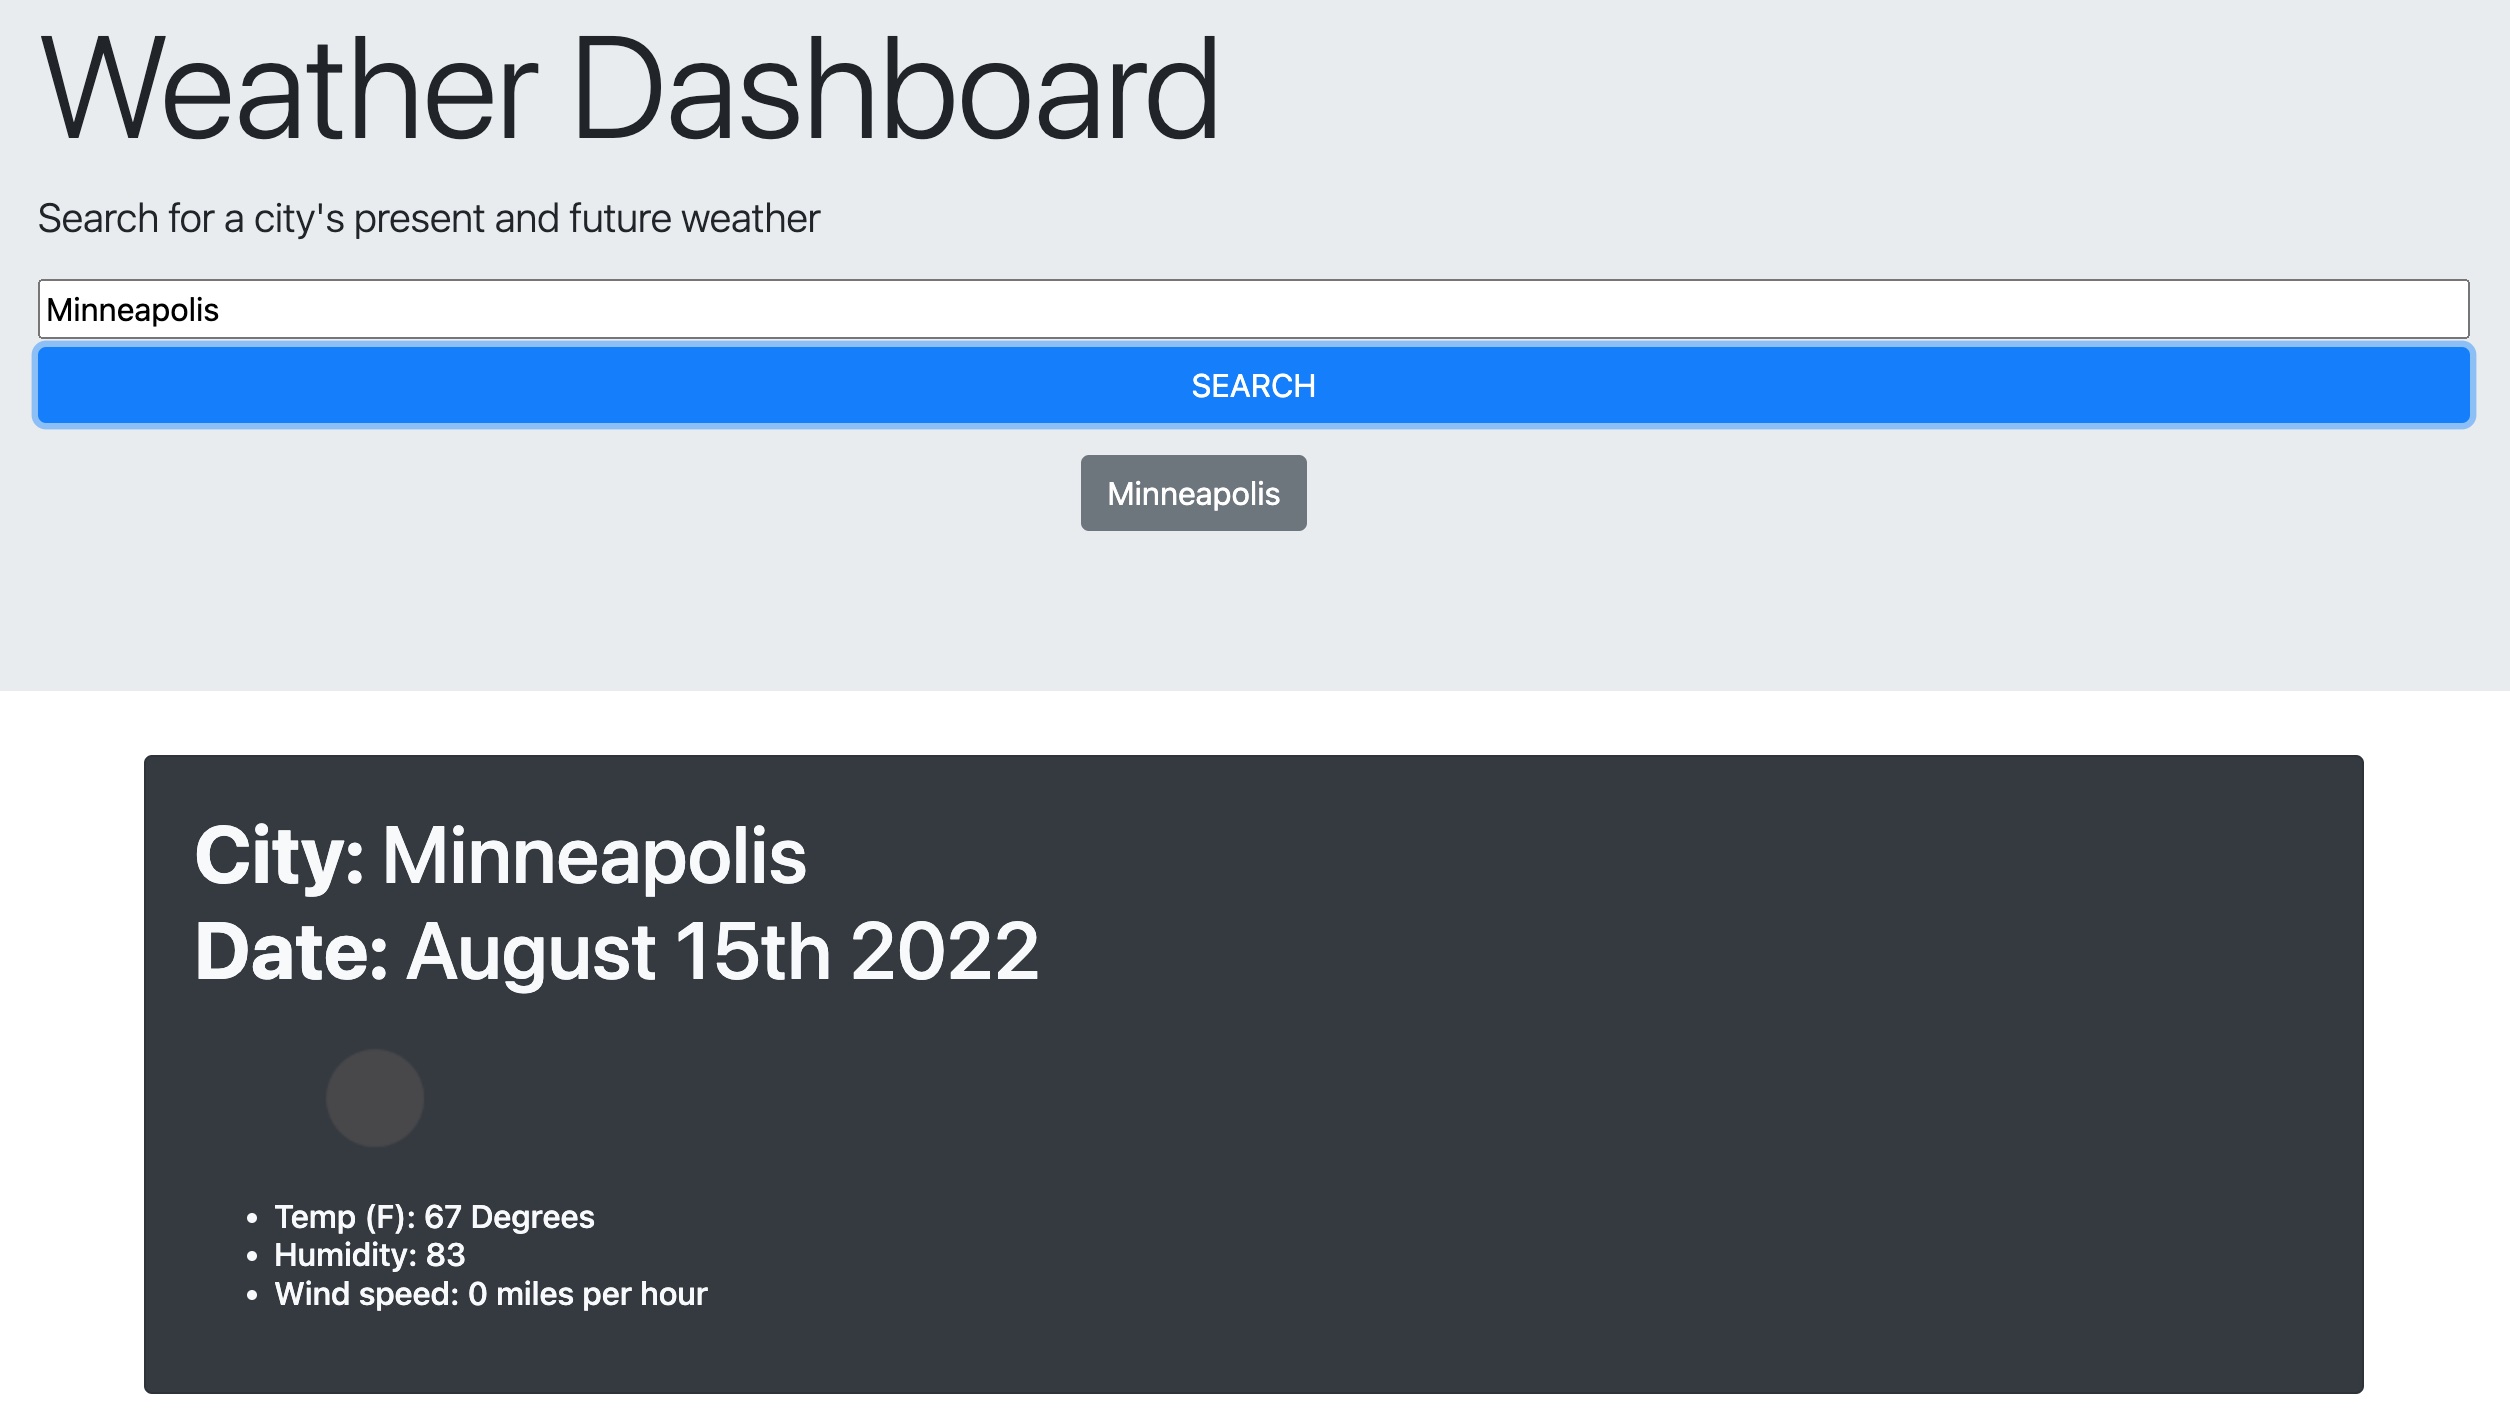 Weather Dashboard
Search for a city's present and future weather
Minneapolis
SEARCH
Minneapolis
City: Minneapolis
Date: August 15th 2022
Temp (F): 67 Degrees
Humidity: 83
Wind speed: 0 miles per hour